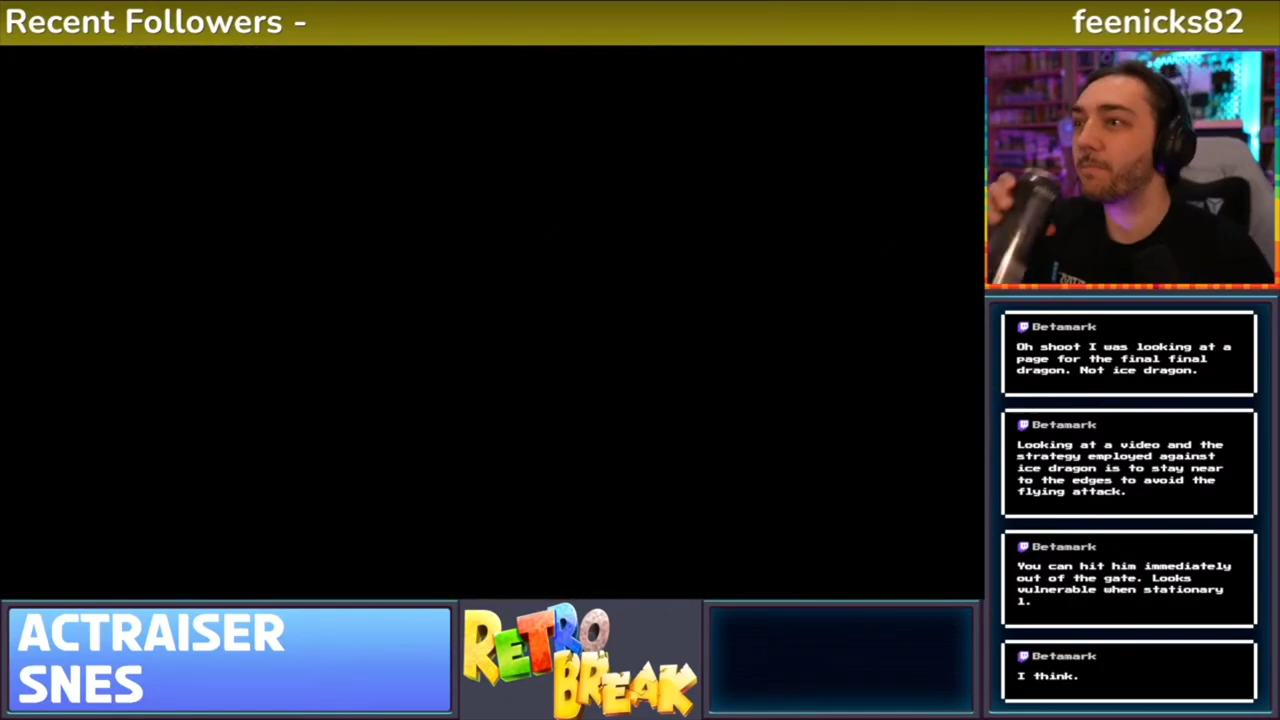 Recent Followers -
feenicks82
Betamark
Oh shoot I was looking at a
page for the final final
dragon. Not ice dragon.
Betamark
Looking at a video and the
strategy employed against
ice dragon is to stay near
to the edges to avoid the
flying attack.
Betamark
You can hit him immediately
out of the gate. Looks
vulnerable when stationary
l.
Betamark
I think.
ACTRAISER
SNES
RETRO
BREAK